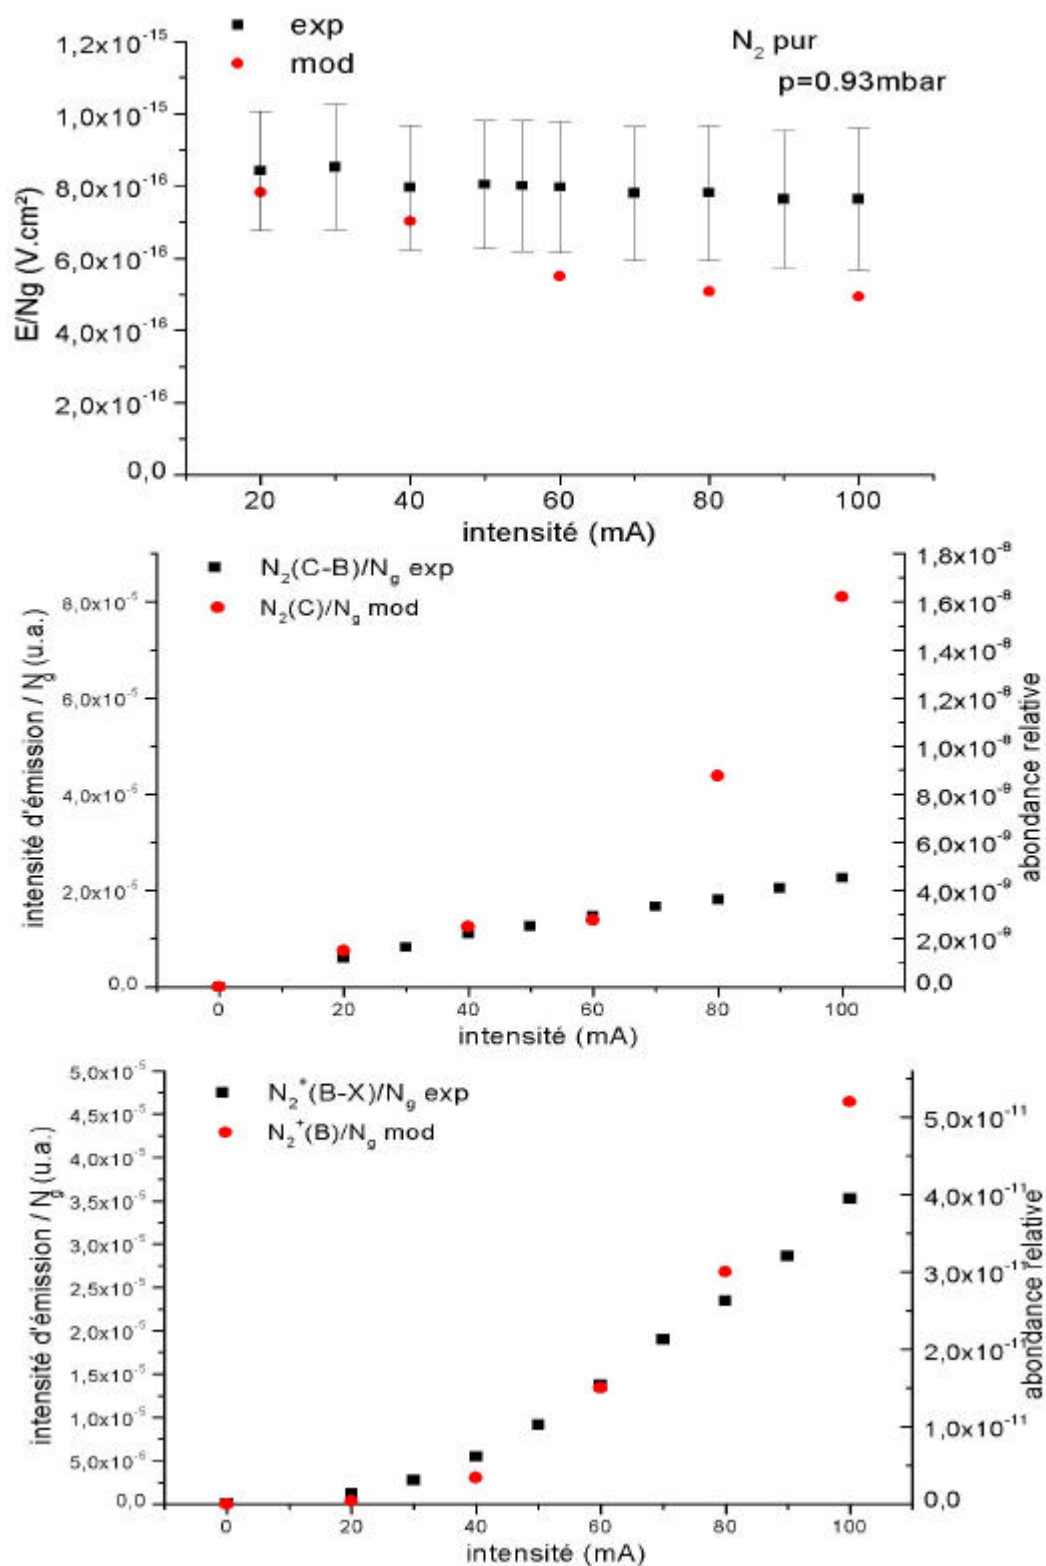 exp
mod
N₂ pur
p=0.93mbar
1,2x10⁻¹⁵
1,0x10⁻¹⁵
8,0x10⁻¹⁶
6,0x10⁻¹⁶
4,0x10⁻¹⁶
2,0x10⁻¹⁶
0,0
E/Ng (V.cm²)
20 40 60 80 100
intensité (mA)
N₂(C-B)/N₉ exp
N₂(C)/N₉ mod
8,0x10⁻⁵
6,0x10⁻⁵
4,0x10⁻⁵
2,0x10⁻⁵
0,0
intensité d'émission / Ng (u.a.)
1,8x10⁻⁸
1,6x10⁻⁸
1,4x10⁻⁸
1,2x10⁻⁸
1,0x10⁻⁸
8,0x10⁻⁹
6,0x10⁻⁹
4,0x10⁻⁹
2,0x10⁻⁹
0,0
abondance relative
0 20 40 60 80 100
intensité (mA)
N₂⁺(B-X)/Ng exp
N₂⁺(B)/Ng mod
5,0x10⁻⁵
4,5x10⁻⁵
4,0x10⁻⁵
3,5x10⁻⁵
3,0x10⁻⁵
2,5x10⁻⁵
2,0x10⁻⁵
1,5x10⁻⁵
1,0x10⁻⁵
5,0x10⁻⁶
0,0
intensité d'émission / Ng (u.a.)
5,0x10⁻¹¹
4,0x10⁻¹¹
3,0x10⁻¹¹
2,0x10⁻¹¹
1,0x10⁻¹¹
0,0
abondance relative
0 20 40 60 80 100
intensité (mA)